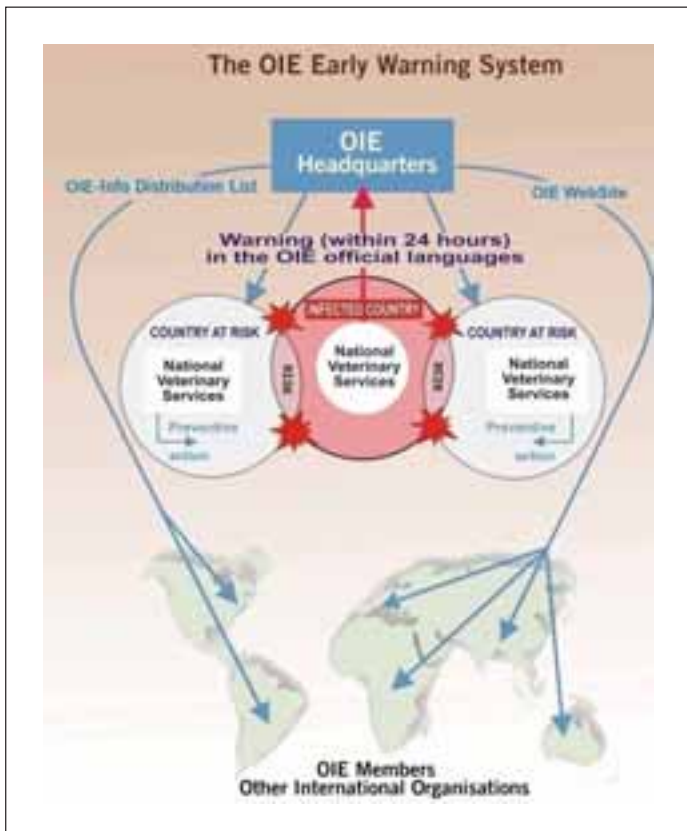 The OIE Early Warning System
OIE
Headquarters
OIE-Info Distribution List
OIE WebSite
Warning (within 24 hours)
in the OIE official languages
INFECTED COUNTRY
COUNTRY AT RISK
National
Veterinary
Services
Preventive
action
RISK
National
Veterinary
Services
RISK
COUNTRY AT RISK
National
Veterinary
Services
Preventive
action
OIE Members
Other International Organisations